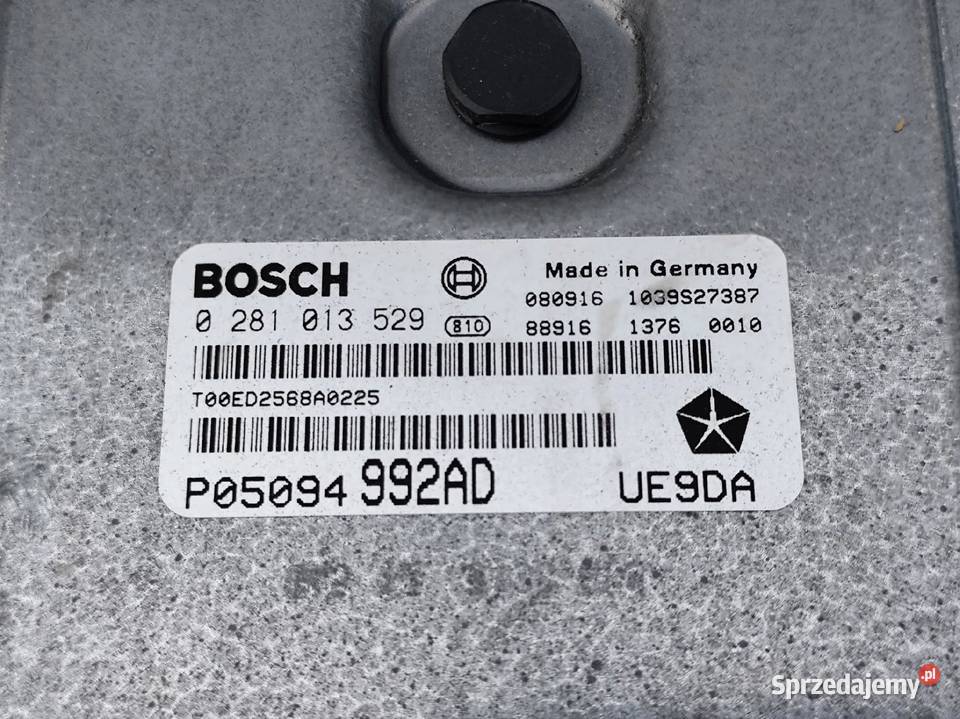 BOSCH Made in Germany
080916 1039S27387
0 281 013 529 810 88916 1376 0010
T00ED2568A0225
P05094 992AD UE9DA
Sprzedajemy.pl